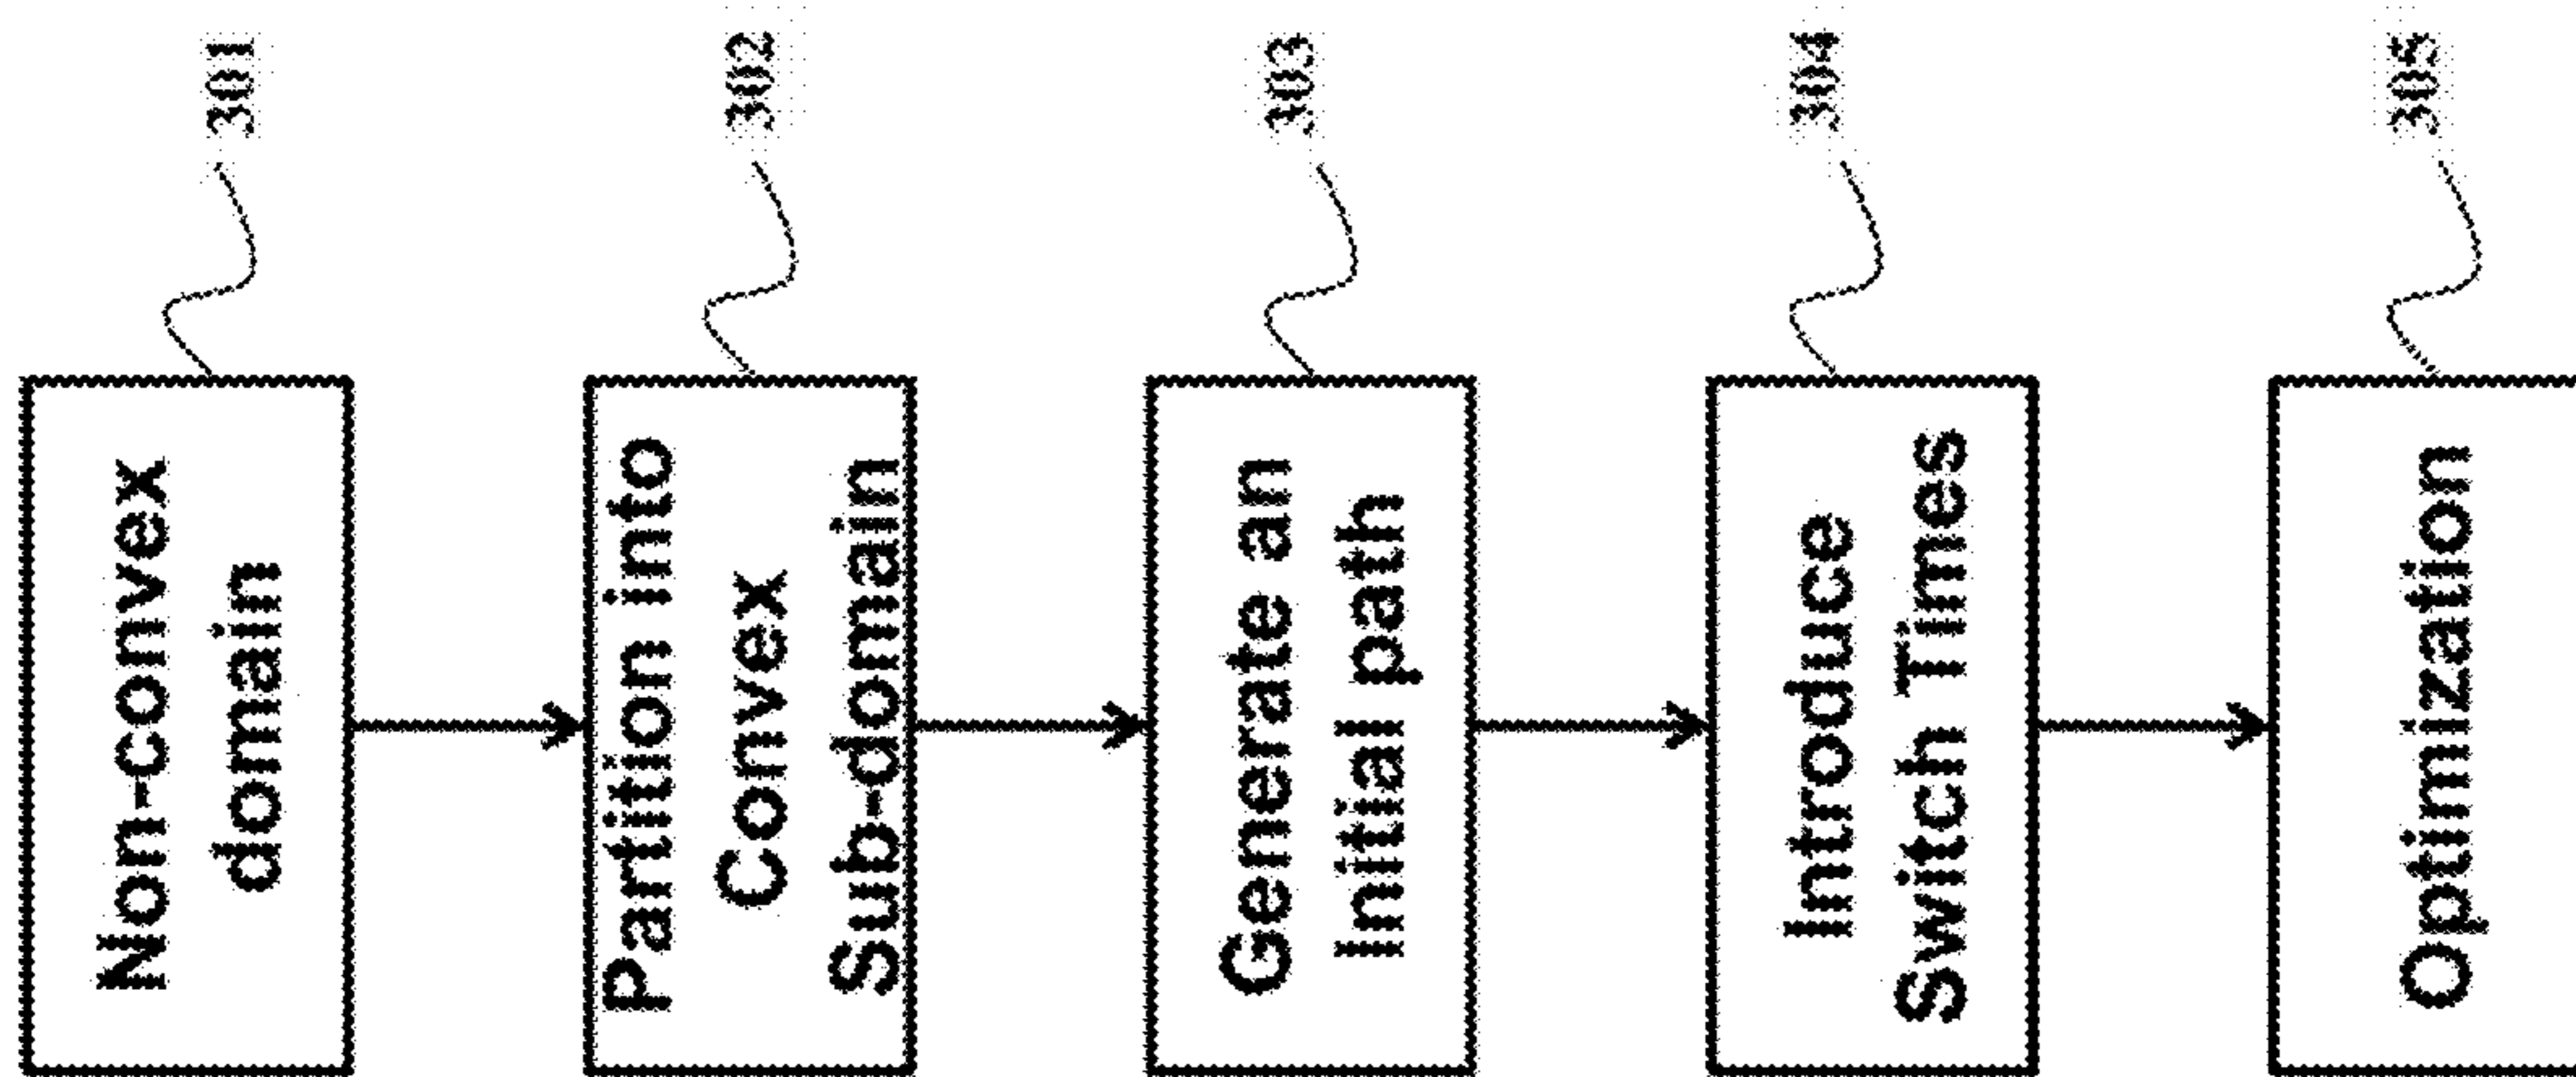 Non-convex
domain
301
Partition into
Convex
Sub-domain
302
Generate an
Initial path
303
Introduce
Switch Times
304
Optimization
305